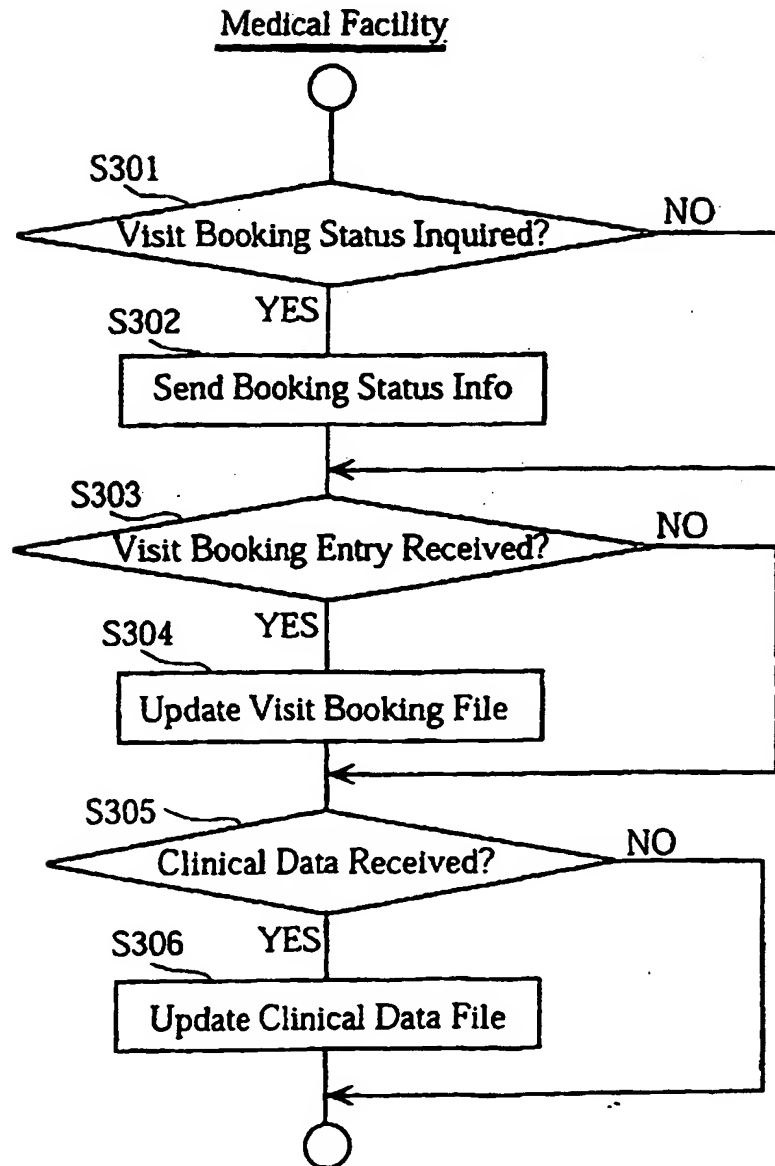 Medical Facility
S301
Visit Booking Status Inquired?
NO
YES
S302
Send Booking Status Info
S303
Visit Booking Entry Received?
NO
YES
S304
Update Visit Booking File
S305
Clinical Data Received?
NO
YES
S306
Update Clinical Data File